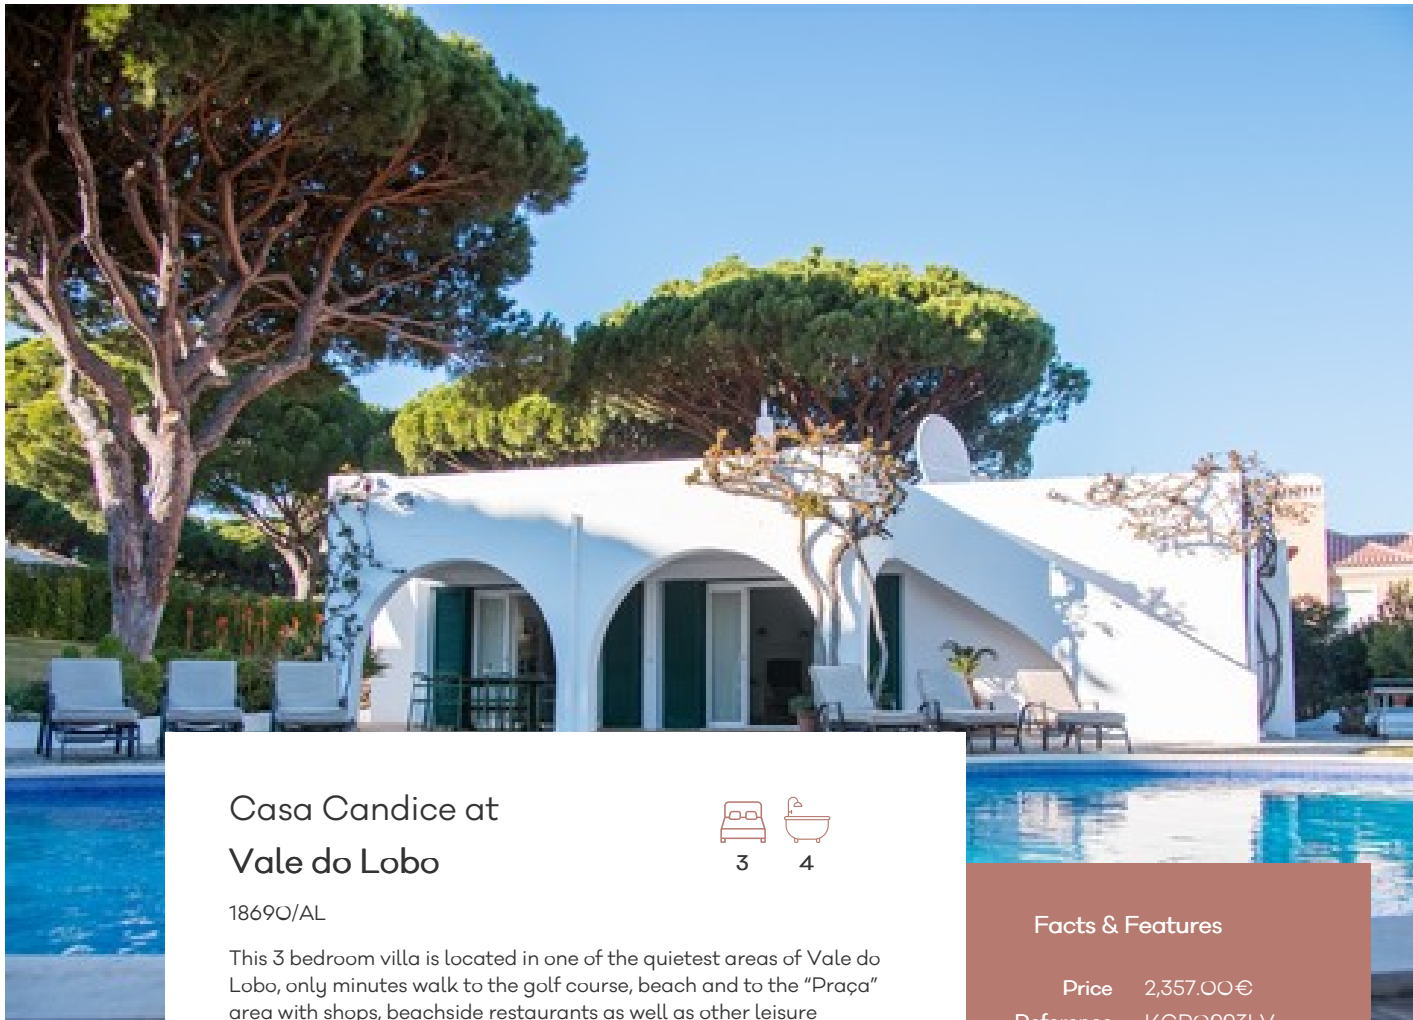 Casa Candice at
Vale do Lobo
3 4
18690/AL
This 3 bedroom villa is located in one of the quietest areas of Vale do
Lobo, only minutes walk to the golf course, beach and to the “Praça”
area with shops, beachside restaurants as well as other leisure
Facts & Features
Price 2,357.00€
Reference